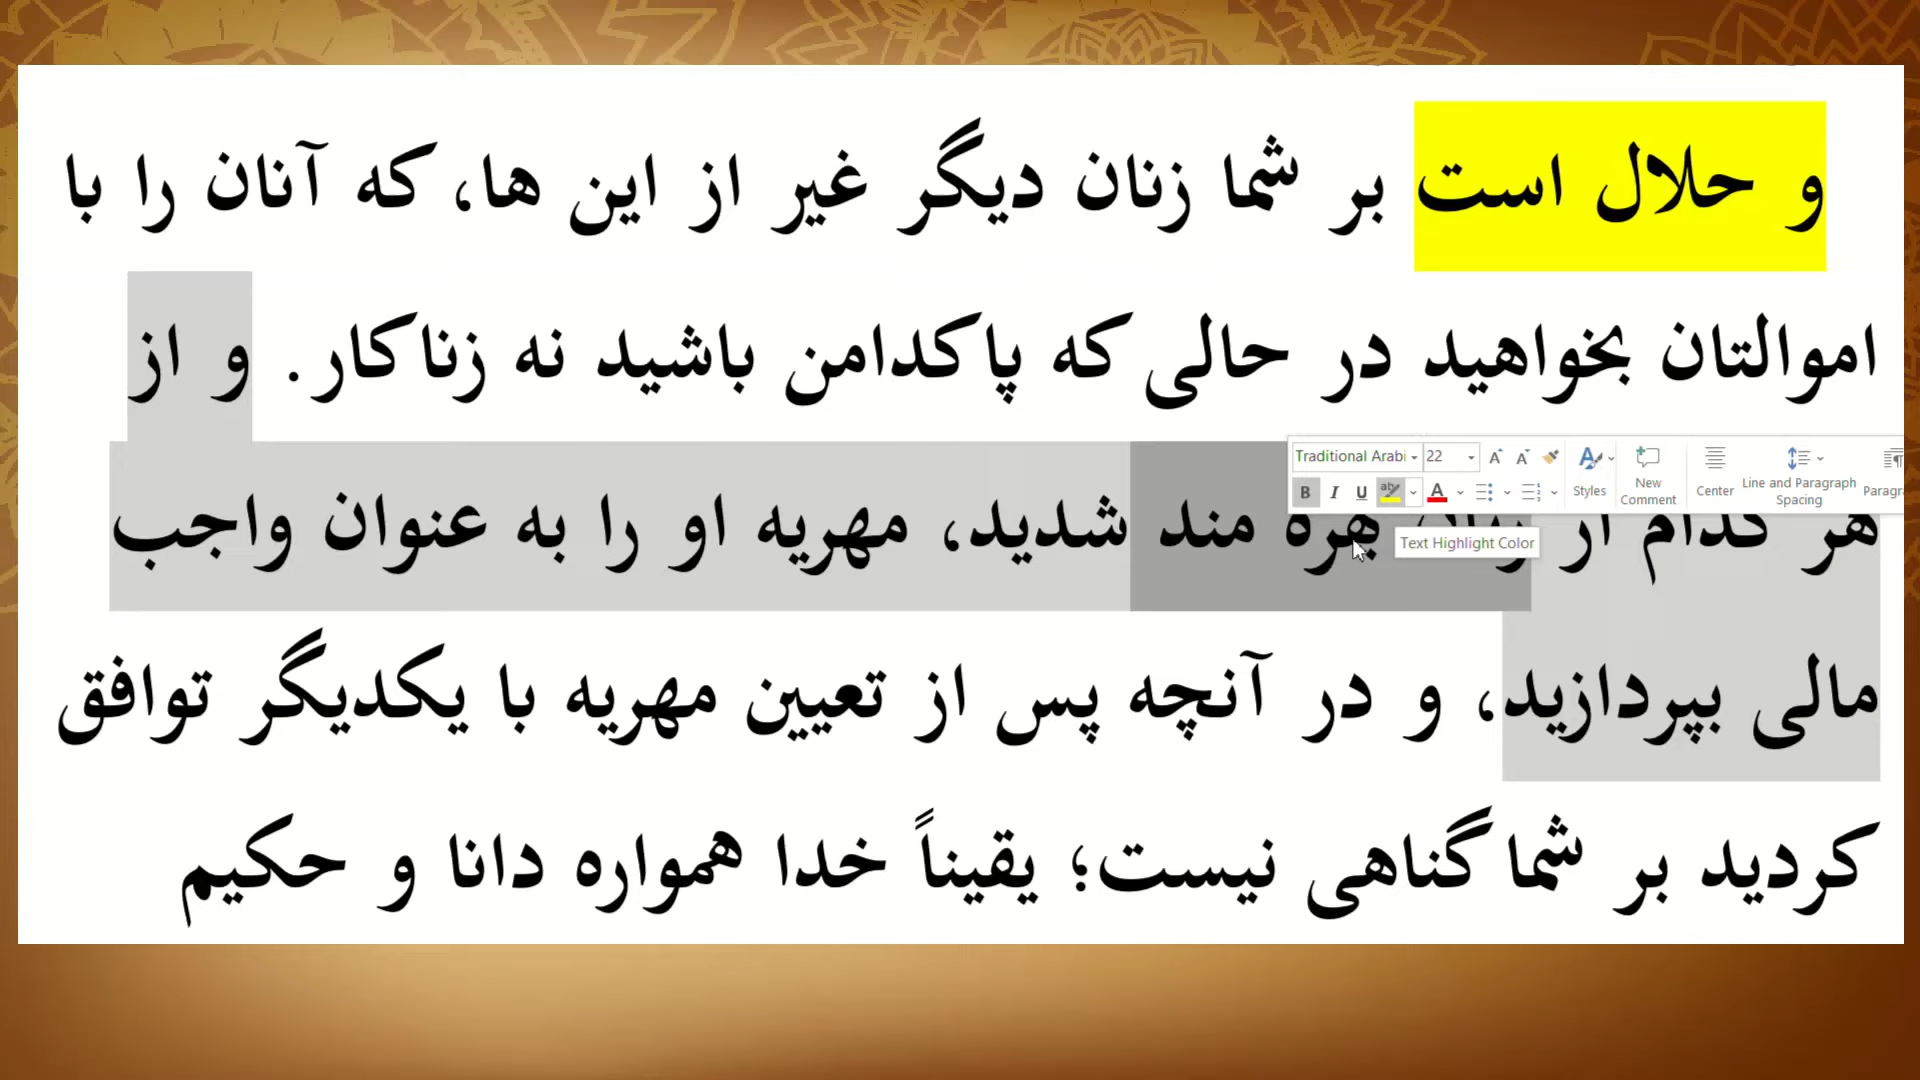 و حلال است بر شما زنان دیگر غیر از این ها، که آنان را با
اموالتان بخواهید در حالی که پاکدامن باشید نه زناکار. و از
Traditional Arabi 22
New Comment
Center
Line and Paragraph Spacing
Styles
B I U
Text Highlight Color
هر کدام از زنان بهره مند شدید، مهریه او را به عنوان واجب
مالی بپردازید، و در آنچه پس از تعیین مهریه با یکدیگر توافق
کردید بر شما گناهی نیست؛ یقیناً خدا همواره دانا و حکیم